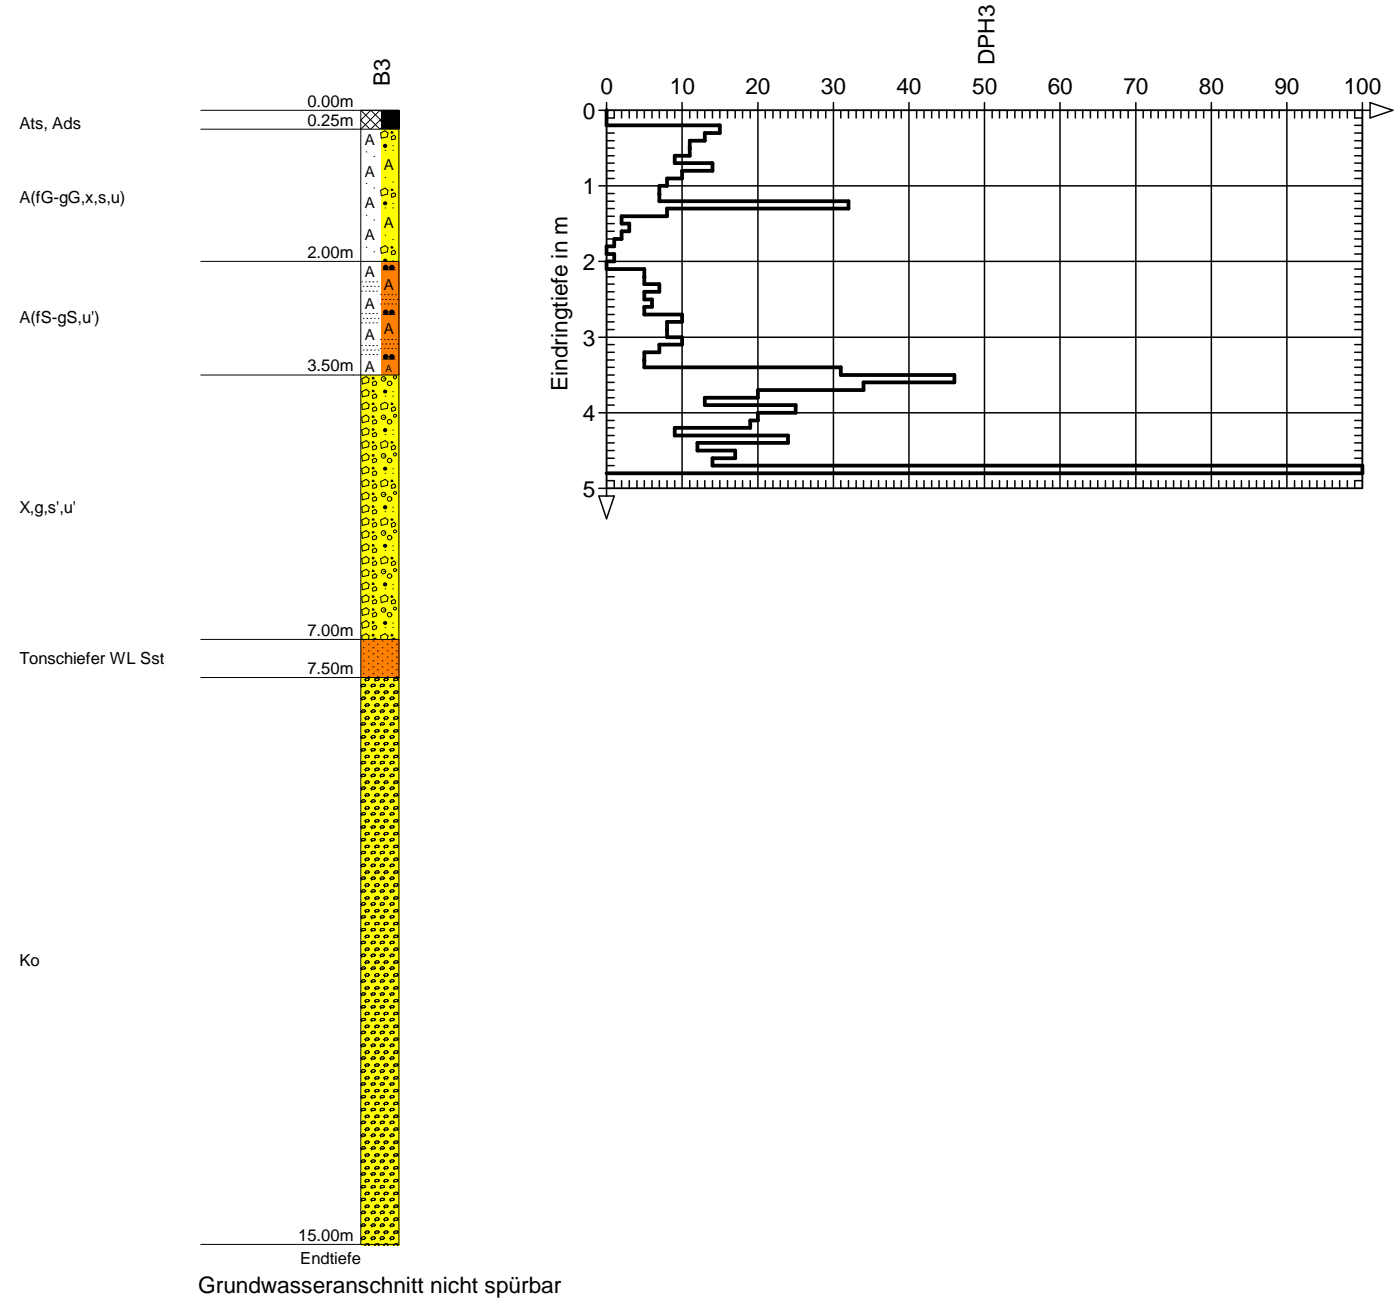 B3
0.00m
Ats, Ads
0.25m
A(fG-gG,x,s,u)
2.00m
A(fS-gS,u')
3.50m
X,g,s',u'
7.00m
Tonschiefer WL Sst
7.50m
Ko
15.00m
Endtiefe
Grundwasseranschnitt nicht spürbar
A
A
A
A
A
A
A
A
A
A
A
A
A
DPH3
0 10 20 30 40 50 60 70 80 90 100
Eindringtiefe in m
0
1
2
3
4
5